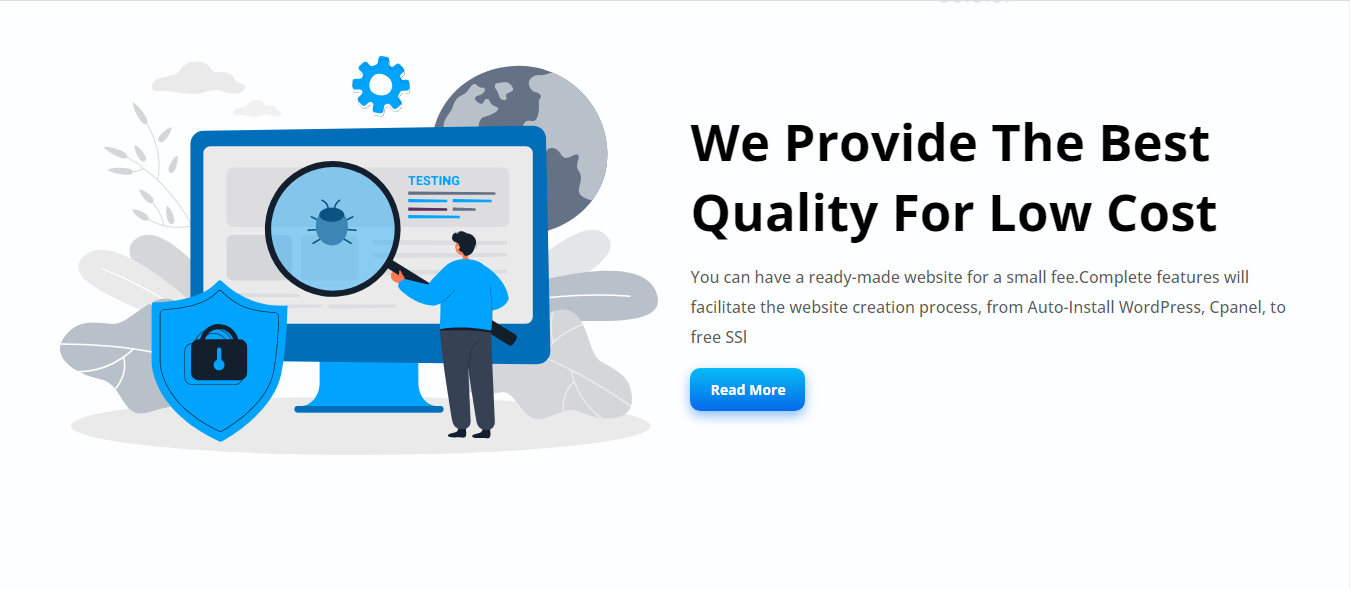 TESTING
We Provide The Best
Quality For Low Cost
You can have a ready-made website for a small fee.Complete features will
facilitate the website creation process, from Auto-Install WordPress, Cpanel, to
free SSl
Read More